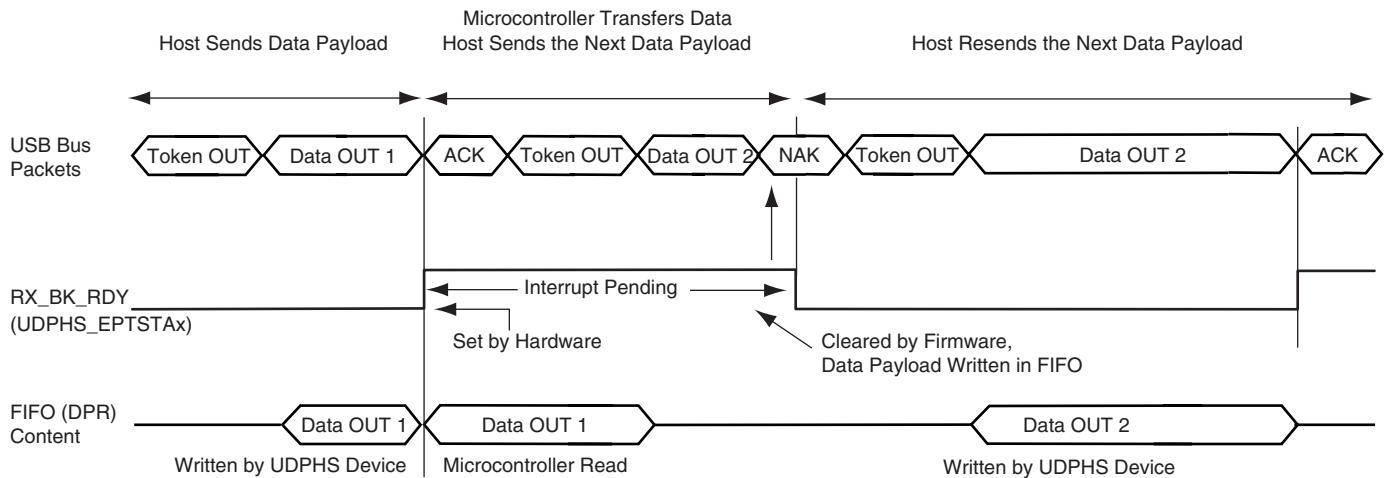 Host Sends Data Payload
Microcontroller Transfers Data
Host Sends the Next Data Payload
Host Resends the Next Data Payload
USB Bus
Packets
Token OUT
Data OUT 1
ACK
Token OUT
Data OUT 2
NAK
Token OUT
Data OUT 2
ACK
RX_BK_RDY
(UDPHS_EPTSTAx)
Interrupt Pending
Set by Hardware
Cleared by Firmware,
Data Payload Written in FIFO
FIFO (DPR)
Content
Data OUT 1
Data OUT 1
Data OUT 2
Written by UDPHS Device
Microcontroller Read
Written by UDPHS Device